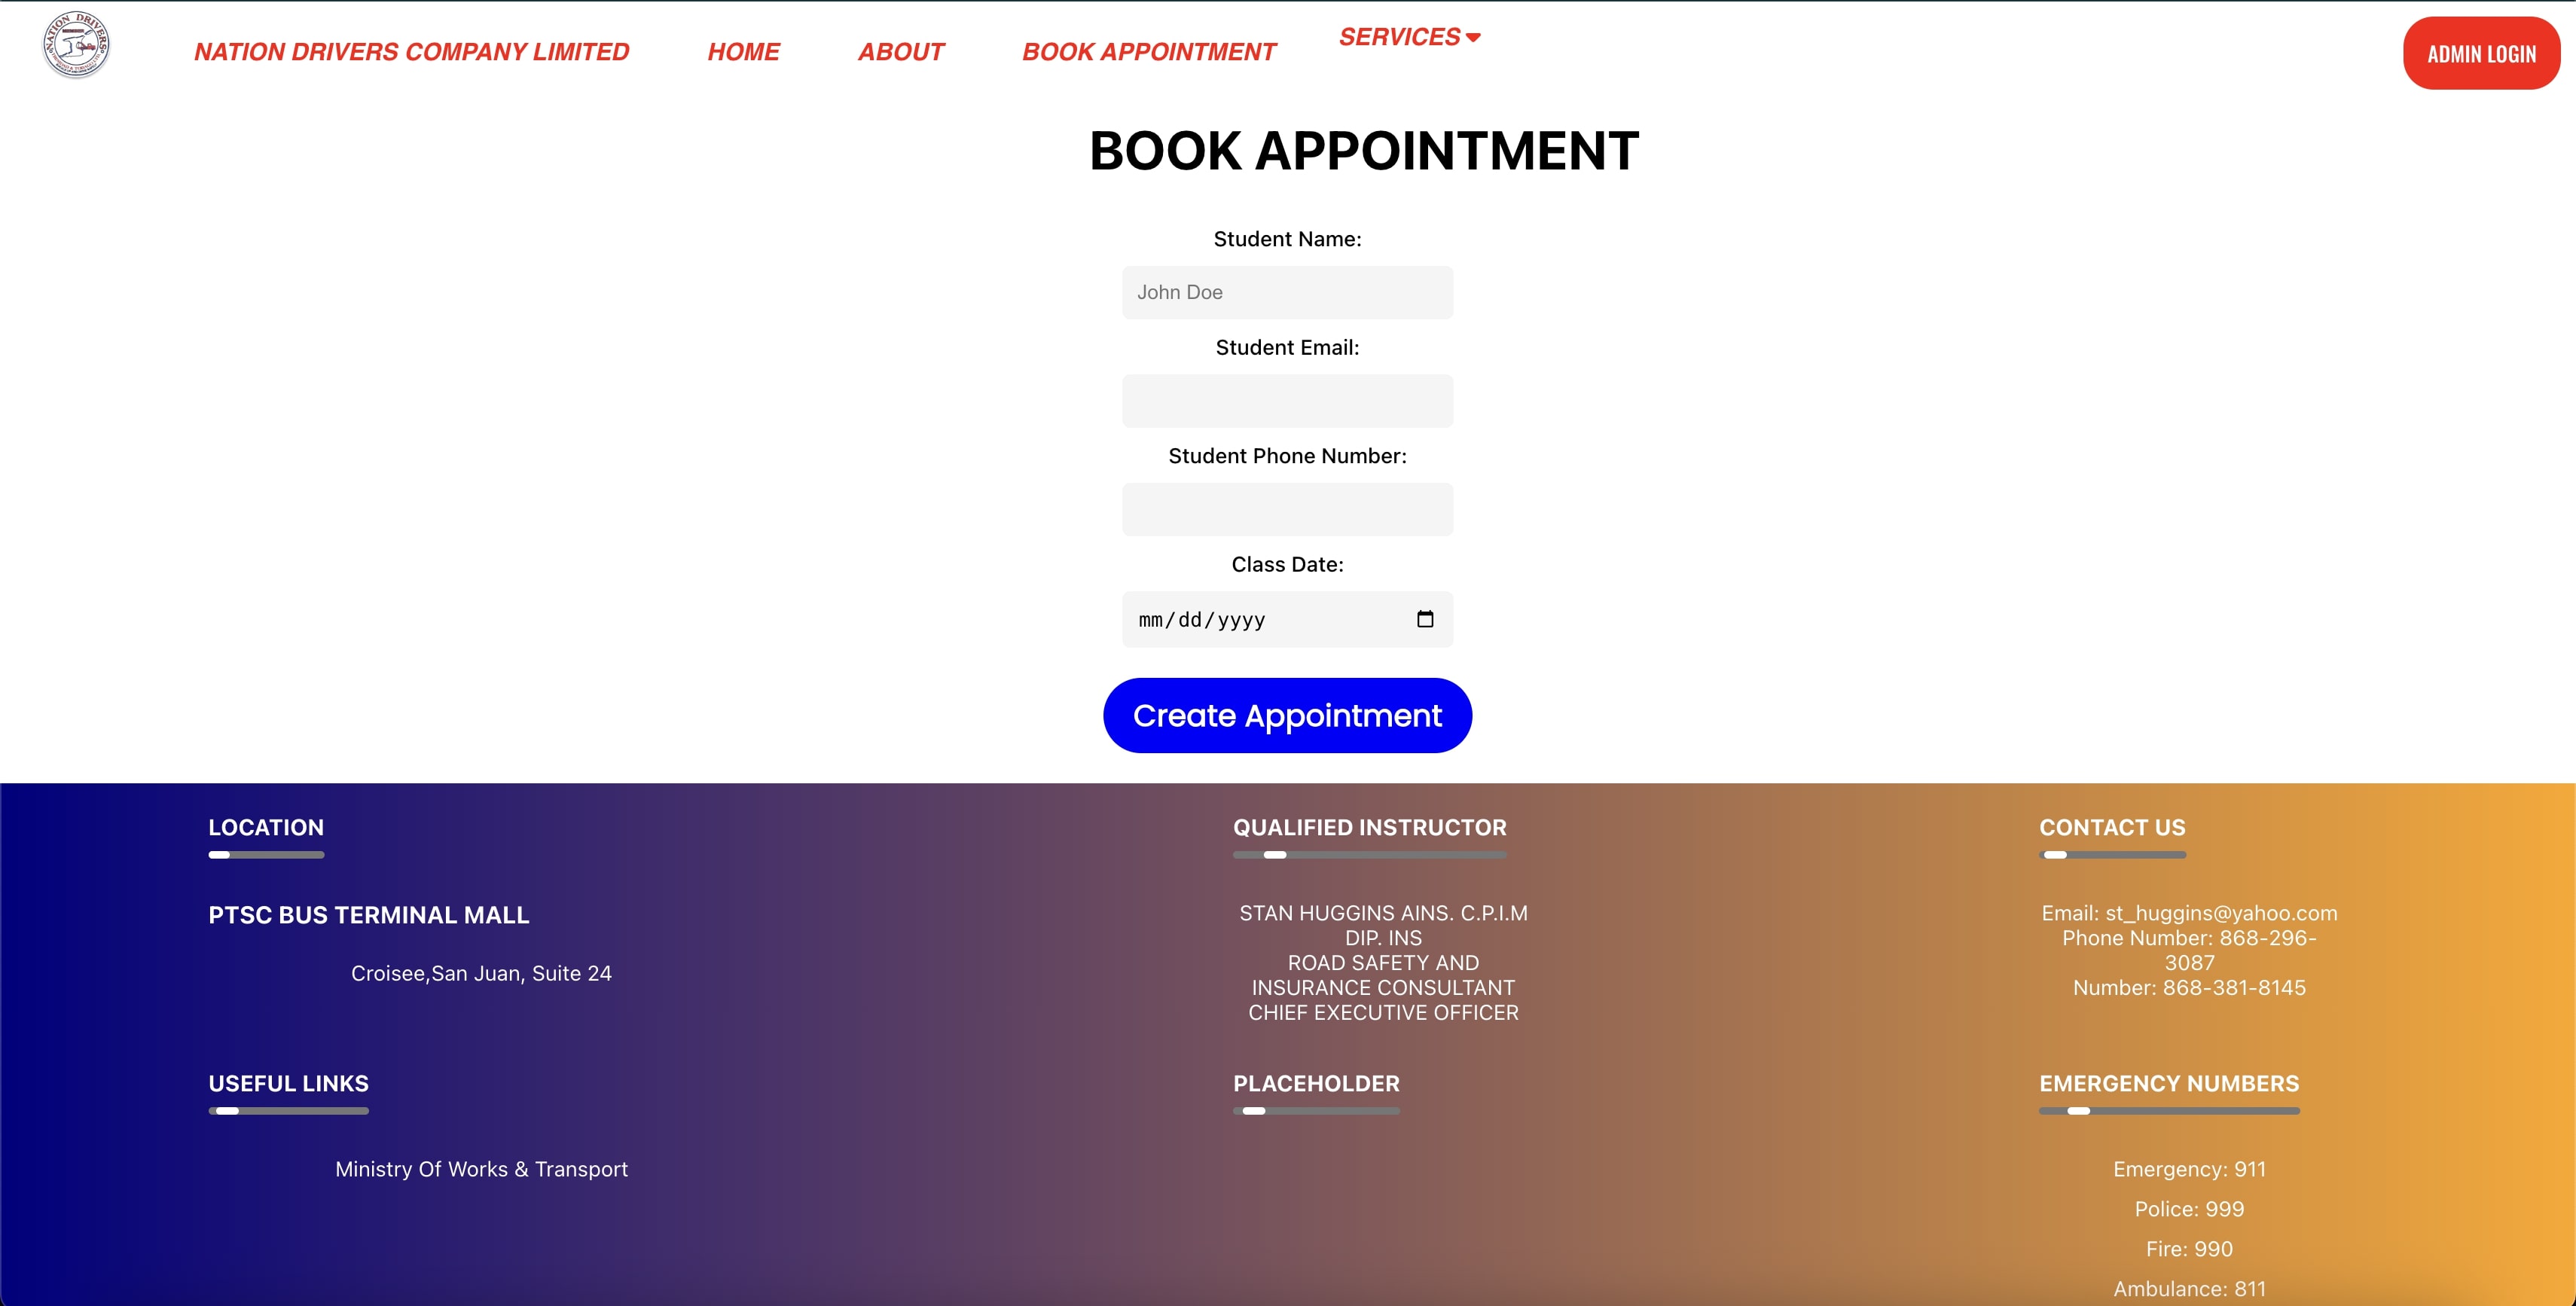 NATION DRIVERS
NATION DRIVERS COMPANY LIMITED
HOME
ABOUT
BOOK APPOINTMENT
SERVICES
ADMIN LOGIN
BOOK APPOINTMENT
Student Name:
John Doe
Student Email:
Student Phone Number:
Class Date:
mm/dd/yyyy
Create Appointment
LOCATION
PTSC BUS TERMINAL MALL
Croisee,San Juan, Suite 24
QUALIFIED INSTRUCTOR
STAN HUGGINS AINS. C.P.I.M
DIP. INS
ROAD SAFETY AND
INSURANCE CONSULTANT
CHIEF EXECUTIVE OFFICER
CONTACT US
Email: st_huggins@yahoo.com
Phone Number: 868-296-
3087
Number: 868-381-8145
USEFUL LINKS
Ministry Of Works & Transport
PLACEHOLDER
EMERGENCY NUMBERS
Emergency: 911
Police: 999
Fire: 990
Ambulance: 811